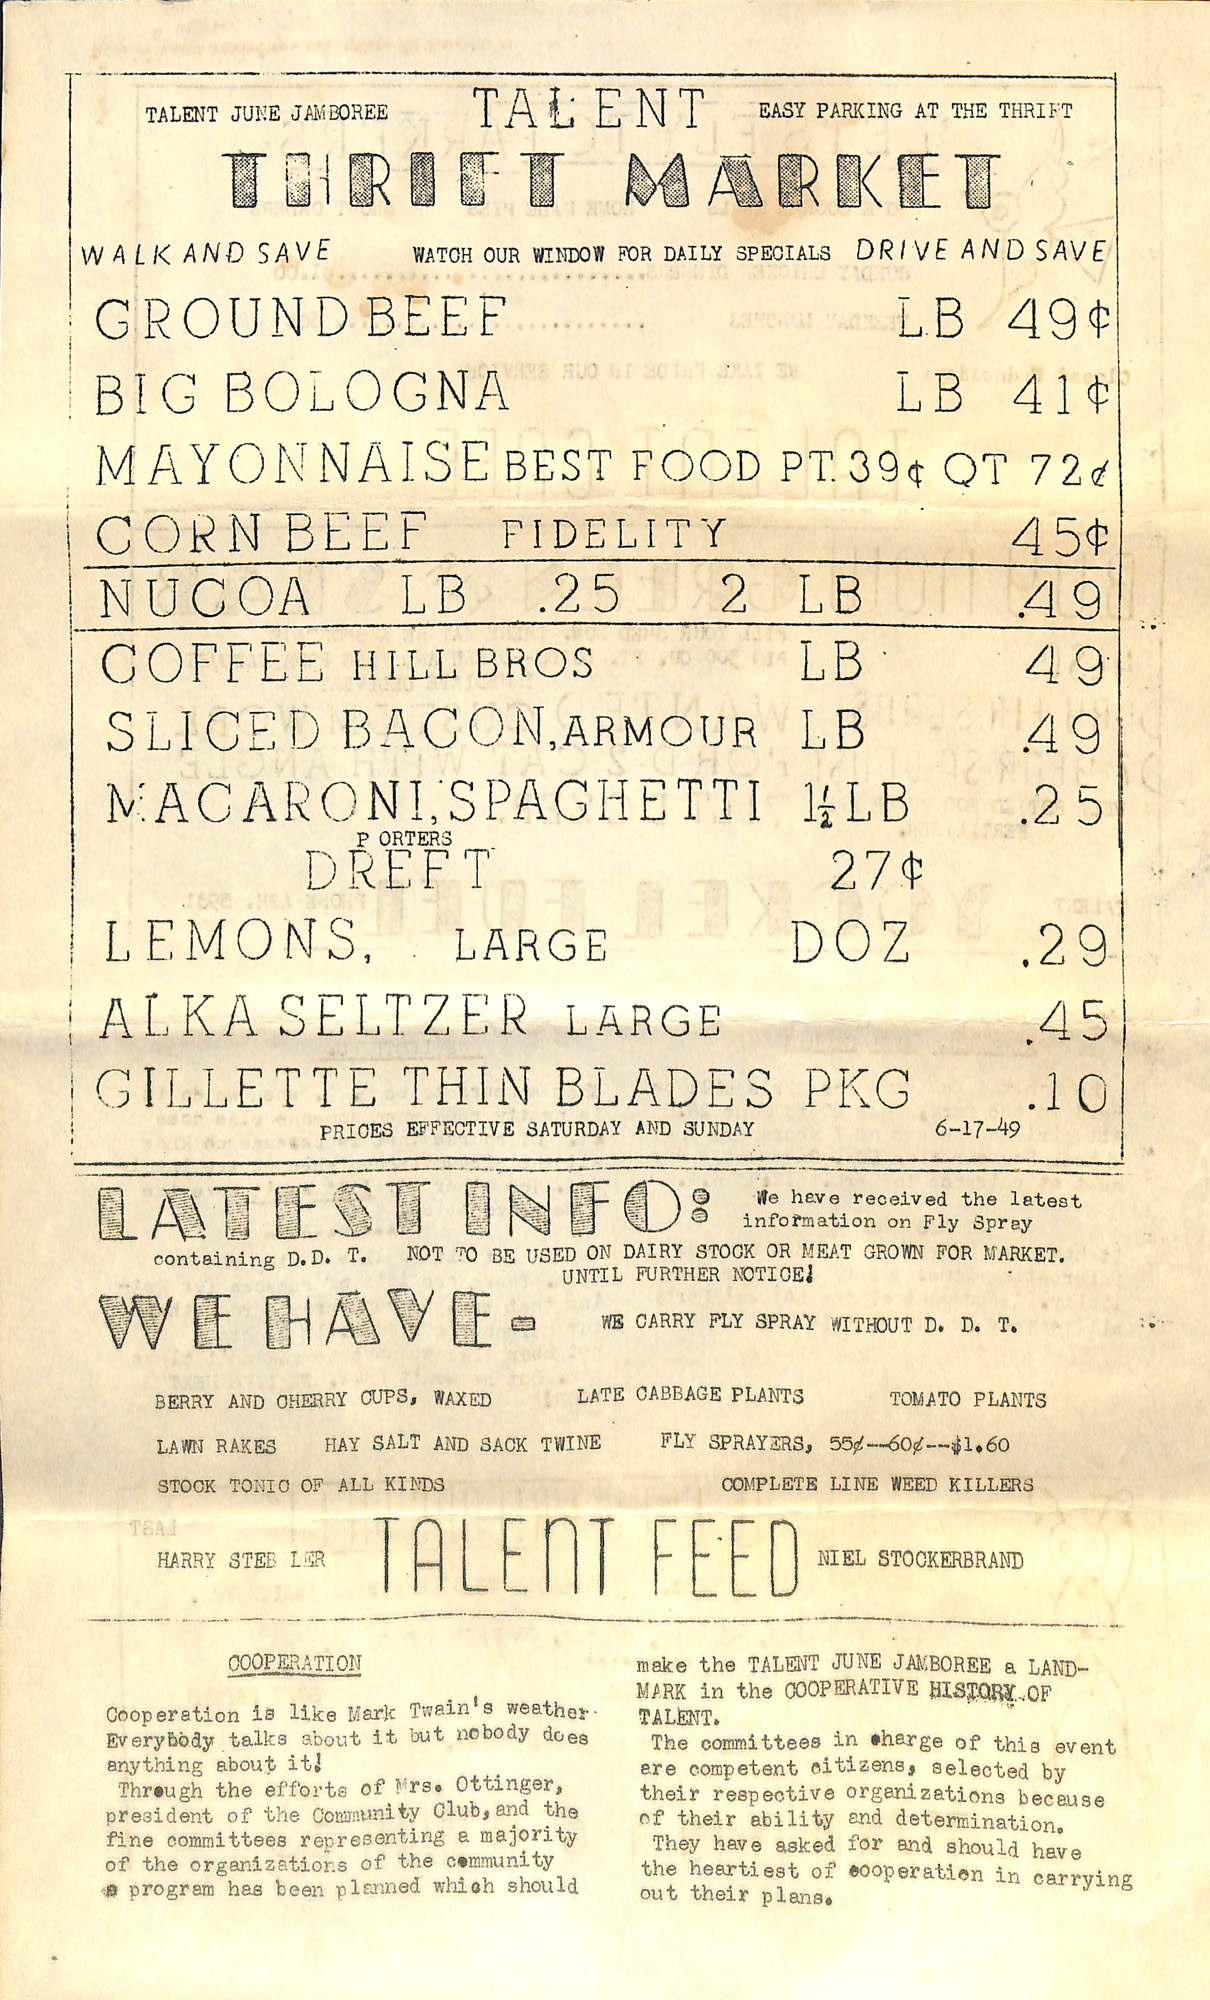 TALENT JUNE JAMBOREE TALENT EASY PARKING AT THE THRIFT
THRIFT MARKET
WALK AND SAVE WATCH OUR WINDOW FOR DAILY SPECIALS DRIVE AND SAVE
GROUND BEEF LB 49¢
BIG BOLOGNA LB 41¢
MAYONNAISE BEST FOOD PT. 39¢ QT 72¢
CORN BEEF FIDELITY 45¢
NUCOA LB .25 2 LB .49
COFFEE HILL BROS LB 49
SLICED BACON, ARMOUR LB .49
MACARONI, SPAGHETTI 1½ LB .25
PORTERS
DREFT 27¢
LEMONS, LARGE DOZ .29
ALKA SELTZER LARGE .45
GILLETTE THIN BLADES PKG .10
PRICES EFFECTIVE SATURDAY AND SUNDAY 6-17-49
LATEST INFO: We have received the latest
information on Fly Spray
containing D.D. T. NOT TO BE USED ON DAIRY STOCK OR MEAT GROWN FOR MARKET.
UNTIL FURTHER NOTICE!
WE HAVE- WE CARRY FLY SPRAY WITHOUT D. D. T.
BERRY AND CHERRY CUPS, WAXED LATE CABBAGE PLANTS TOMATO PLANTS
LAWN RAKES HAY SALT AND SACK TWINE FLY SPRAYERS, 55¢--60¢--$1.60
STOCK TONIC OF ALL KINDS COMPLETE LINE WEED KILLERS
HARRY STEB LER TALENT FEED NIEL STOCKERBRAND
COOPERATION
Cooperation is like Mark Twain's weather.
Everybody talks about it but nobody does
anything about it!
Through the efforts of Mrs. Ottinger,
president of the Community Club, and the
fine committees representing a majority
of the organizations of the community
a program has been planned which should
make the TALENT JUNE JAMBOREE a LAND-
MARK in the COOPERATIVE HISTORY OF
TALENT.
The committees in charge of this event
are competent citizens, selected by
their respective organizations because
of their ability and determination.
They have asked for and should have
the heartiest of cooperation in carrying
out their plans.